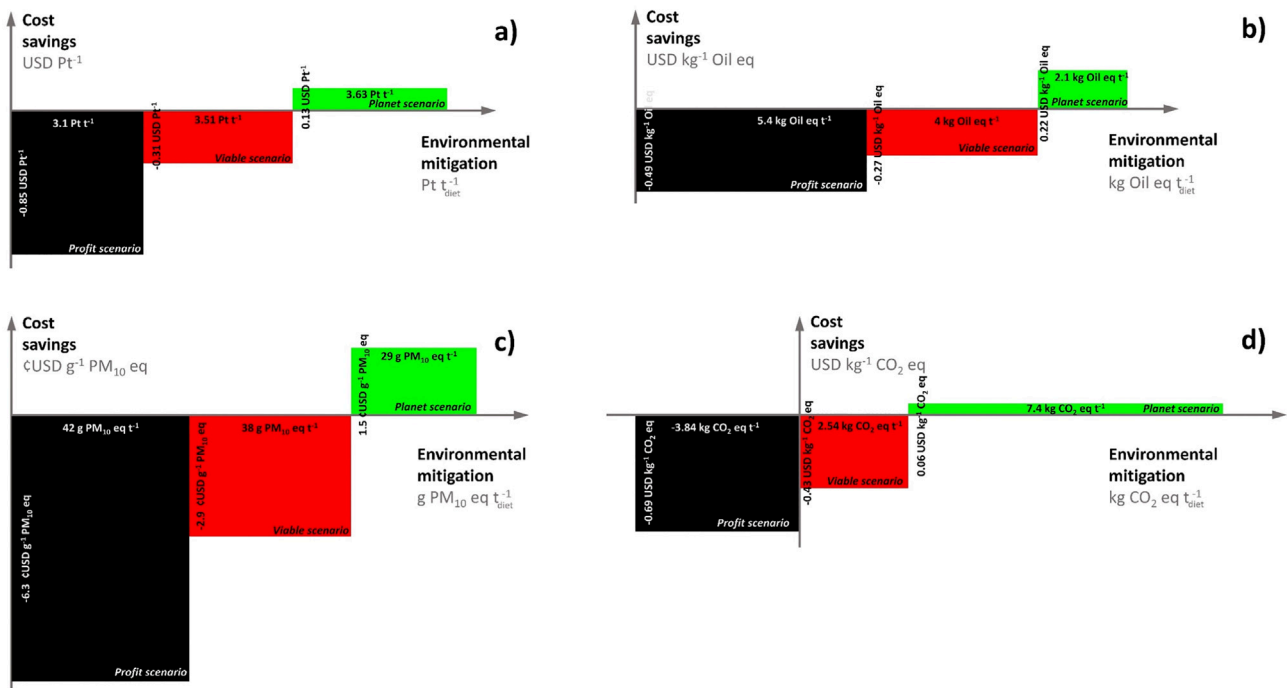 Cost
savings
USD Pt⁻¹
a)
0.13 USD Pt⁻¹
3.63 Pt t⁻¹
Planet scenario
3.1 Pt t⁻¹
-0.31 USD Pt⁻¹
3.51 Pt t⁻¹
Viable scenario
-0.85 USD Pt⁻¹
Profit scenario
Environmental
mitigation
Pt t⁻¹diet
Cost
savings
USD kg⁻¹ Oil eq
b)
2.1 kg Oil eq t⁻¹
Planet scenario
0.22 USD kg⁻¹ Oil eq
-0.49 USD kg⁻¹ Oil eq
5.4 kg Oil eq t⁻¹
Profit scenario
-0.27 USD kg⁻¹ Oil eq
4 kg Oil eq t⁻¹
Viable scenario
Environmental
mitigation
kg Oil eq t⁻¹diet
Cost
savings
¢USD g⁻¹ PM₁₀ eq
c)
1.5 ¢USD g⁻¹ PM₁₀ eq
29 g PM₁₀ eq t⁻¹
Planet scenario
42 g PM₁₀ eq t⁻¹
-2.9 ¢USD g⁻¹ PM₁₀ eq
38 g PM₁₀ eq t⁻¹
Viable scenario
-6.3 ¢USD g⁻¹ PM₁₀ eq
Profit scenario
Environmental
mitigation
g PM₁₀ eq t⁻¹diet
Cost
savings
USD kg⁻¹ CO₂ eq
d)
7.4 kg CO₂ eq t⁻¹
Planet scenario
0.06 USD kg⁻¹ CO₂ eq
-0.69 USD kg⁻¹ CO₂ eq
-3.84 kg CO₂ eq t⁻¹
Profit scenario
-0.43 USD kg⁻¹ CO₂ eq
2.54 kg CO₂ eq t⁻¹
Viable scenario
Environmental
mitigation
kg CO₂ eq t⁻¹diet